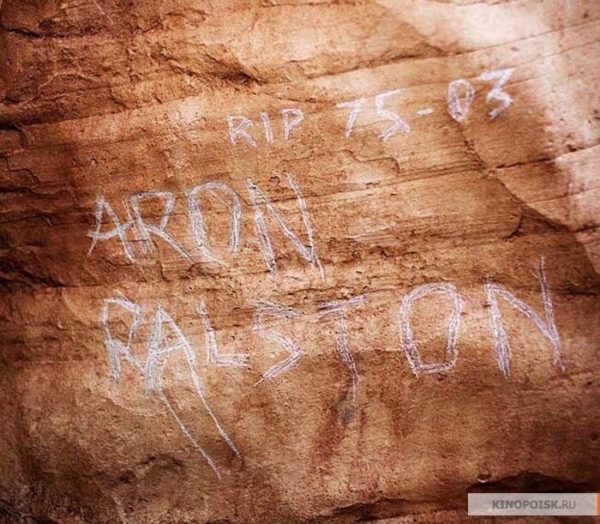 RIP 75-03
ARON
RALSTON
KINOPOISK.RU